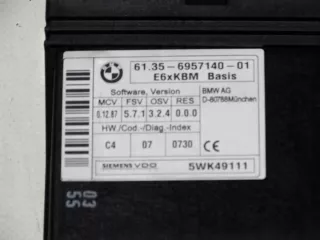 61.35 - 6957140 - 01
E6xKBM Basis
Software, Version
BMW AG
D-80788München
MCV FSV OSV RES
0.12.87 5.7.1 3.2.4 0.0.0
HW./Cod.-/Diag.-Index
C4 07 0730 CE
SIEMENS VDO 5WK49111
03
55